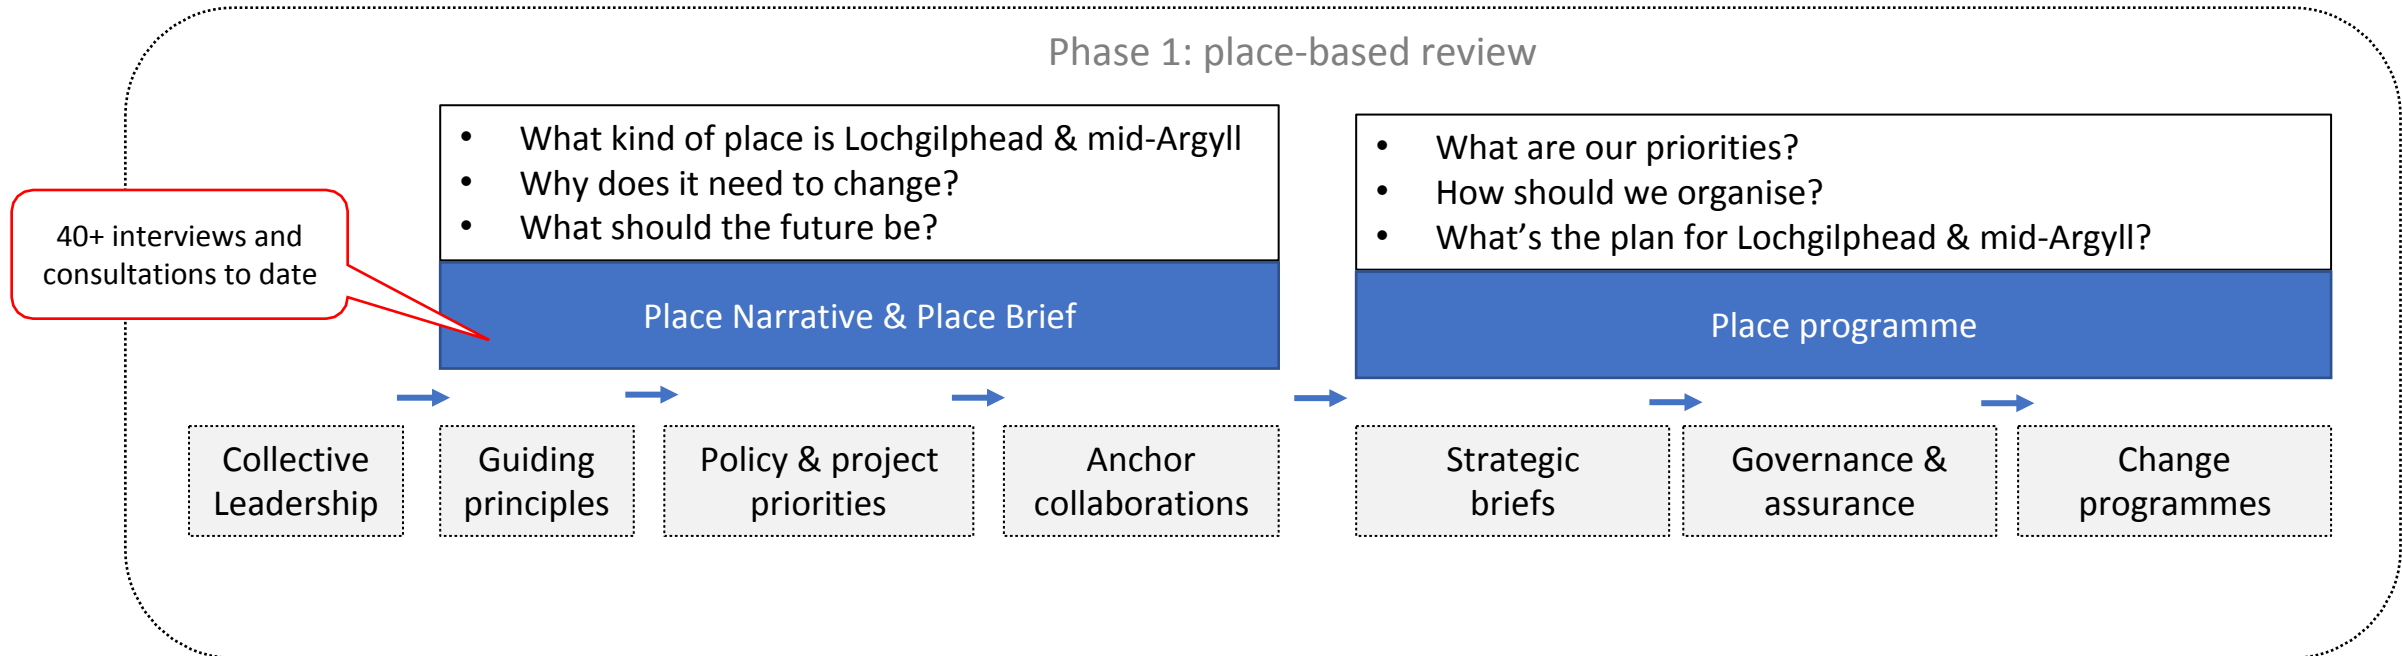 Phase 1: place-based review
• What kind of place is Lochgilphead & mid-Argyll
• Why does it need to change?
• What should the future be?
• What are our priorities?
• How should we organise?
• What’s the plan for Lochgilphead & mid-Argyll?
40+ interviews and
consultations to date
Place Narrative & Place Brief
Place programme
Collective
Leadership
Guiding
principles
Policy & project
priorities
Anchor
collaborations
Strategic
briefs
Governance &
assurance
Change
programmes